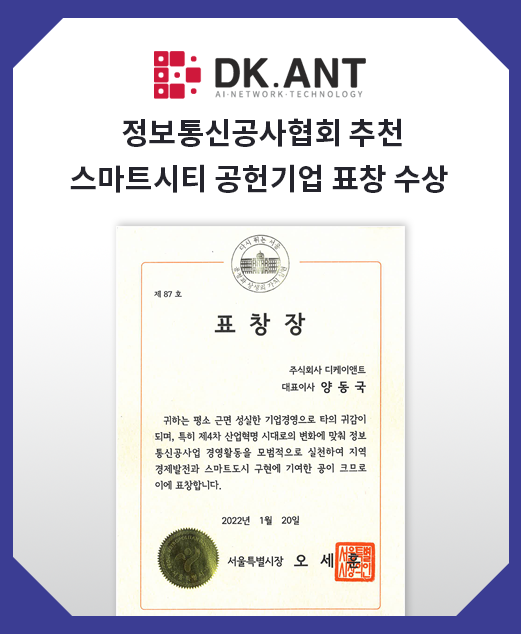 DK.ANT
AI-NETWORK-TECHNOLOGY
정보통신공사협회 추천
스마트시티 공헌기업 표창 수상
다시 뛰는 서울
제 87 호
표 창 장
주식회사 디케이앤트
대표이사 양 동 국
귀하는 평소 근면 성실한 기업경영으로 타의 귀감이
되며, 특히 제4차 산업혁명 시대로의 변화에 맞춰 정보
통신공사업 경영활동을 모범적으로 실천하여 지역
경제발전과 스마트도시 구현에 기여한 공이 크므로
이에 표창합니다.
2022년 1월 20일
서울특별시장 오 세 훈
서울특별
시장의인